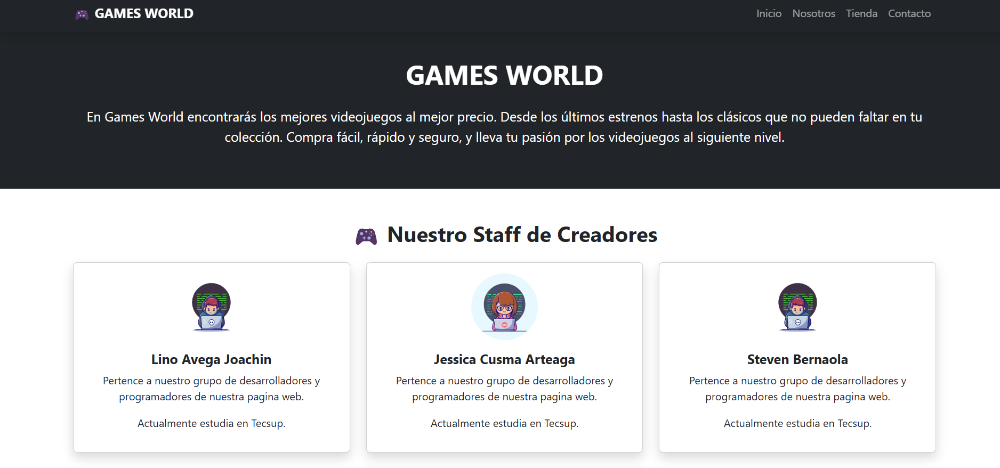 GAMES WORLD
Inicio Nosotros Tienda Contacto
GAMES WORLD
En Games World encontrarás los mejores videojuegos al mejor precio. Desde los últimos estrenos hasta los clásicos que no pueden faltar en tu
colección. Compra fácil, rápido y seguro, y lleva tu pasión por los videojuegos al siguiente nivel.
Nuestro Staff de Creadores
Lino Avega Joachin
Pertence a nuestro grupo de desarrolladores y
programadores de nuestra pagina web.
Actualmente estudia en Tecsup.
Jessica Cusma Arteaga
Pertence a nuestro grupo de desarrolladores y
programadores de nuestra pagina web.
Actualmente estudia en Tecsup.
Steven Bernaola
Pertence a nuestro grupo de desarrolladores y
programadores de nuestra pagina web.
Actualmente estudia en Tecsup.